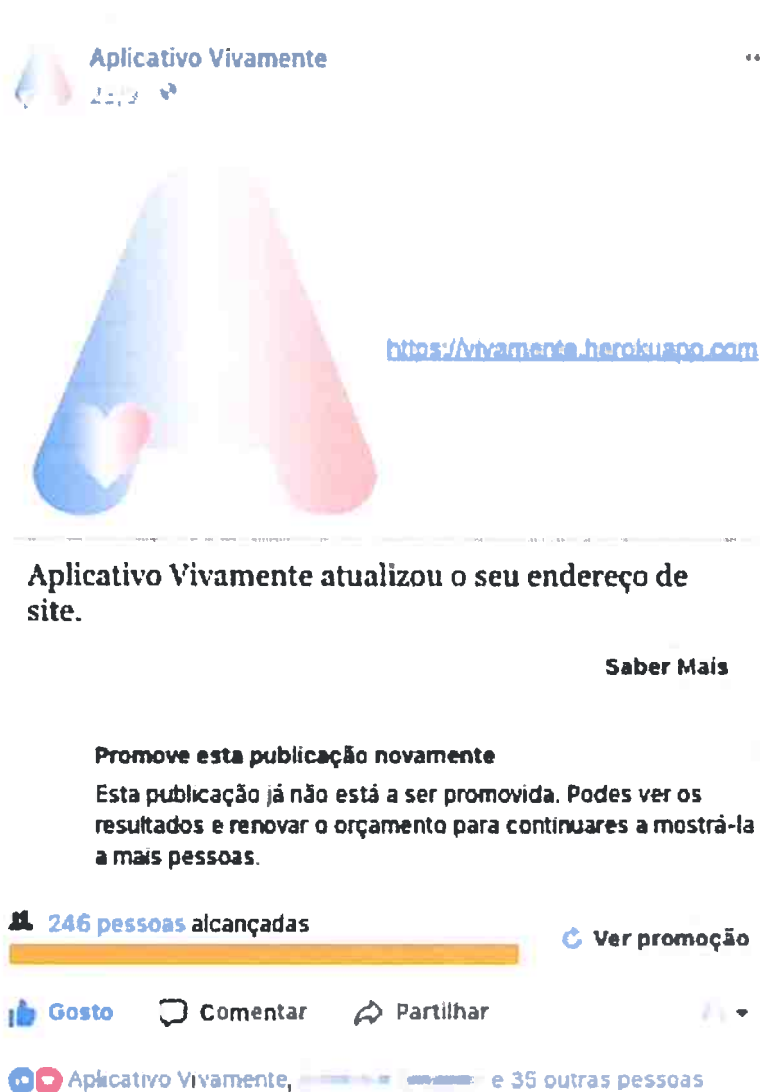 Aplicativo Vivamente
https://vivamente.herokuapp.com
Aplicativo Vivamente atualizou o seu endereço de
site.
Saber Mais
Promove esta publicação novamente
Esta publicação já não está a ser promovida. Podes ver os
resultados e renovar o orçamento para continuares a mostrá-la
a mais pessoas.
246 pessoas alcançadas
Ver promoção
Gosto Comentar Partilhar
Aplicativo Vivamente, e 35 outras pessoas